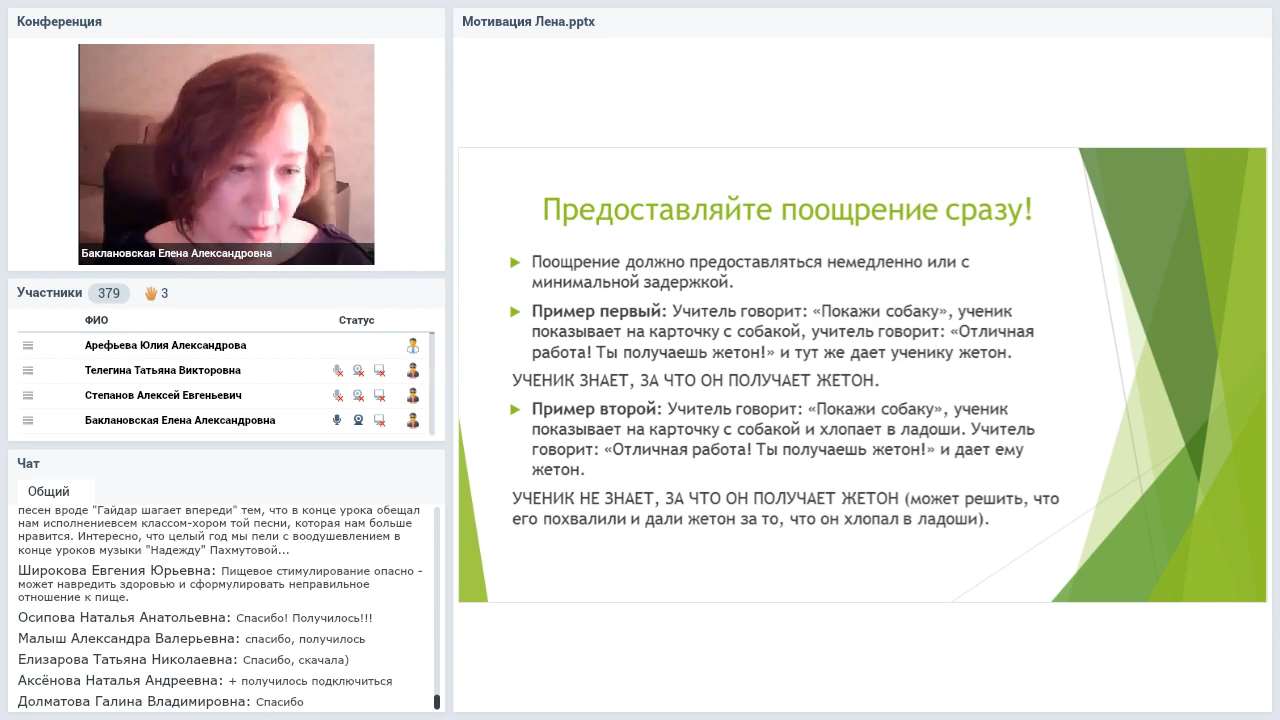 Конференция
Баклановская Елена Александровна
Участники 379 3
ФИО Статус
Арефьева Юлия Александрова
Телегина Татьяна Викторовна
Степанов Алексей Евгеньевич
Баклановская Елена Александровна
Чат
Общий
песен вроде "Гайдар шагает впереди" тем, что в конце урока обещал
нам исполнениевсем классом-хором той песни, которая нам больше
нравится. Интересно, что целый год мы пели с воодушевлением в
конце уроков музыки "Надежду" Пахмутовой...
Широкова Евгения Юрьевна: Пищевое стимулирование опасно -
может навредить здоровью и сформулировать неправильное
отношение к пище.
Осипова Наталья Анатольевна: Спасибо! Получилось!!!
Малыш Александра Валерьевна: спасибо, получилось
Елизарова Татьяна Николаевна: Спасибо, скачала)
Аксёнова Наталья Андреевна: + получилось подключиться
Долматова Галина Владимировна: Спасибо
Мотивация Лена.pptx
Предоставляйте поощрение сразу!
Поощрение должно предоставляться немедленно или с
минимальной задержкой.
Пример первый: Учитель говорит: «Покажи собаку», ученик
показывает на карточку с собакой, учитель говорит: «Отличная
работа! Ты получаешь жетон!» и тут же дает ученику жетон.
УЧЕНИК ЗНАЕТ, ЗА ЧТО ОН ПОЛУЧАЕТ ЖЕТОН.
Пример второй: Учитель говорит: «Покажи собаку», ученик
показывает на карточку с собакой и хлопает в ладоши. Учитель
говорит: «Отличная работа! Ты получаешь жетон!» и дает ему
жетон.
УЧЕНИК НЕ ЗНАЕТ, ЗА ЧТО ОН ПОЛУЧАЕТ ЖЕТОН (может решить, что
его похвалили и дали жетон за то, что он хлопал в ладоши).